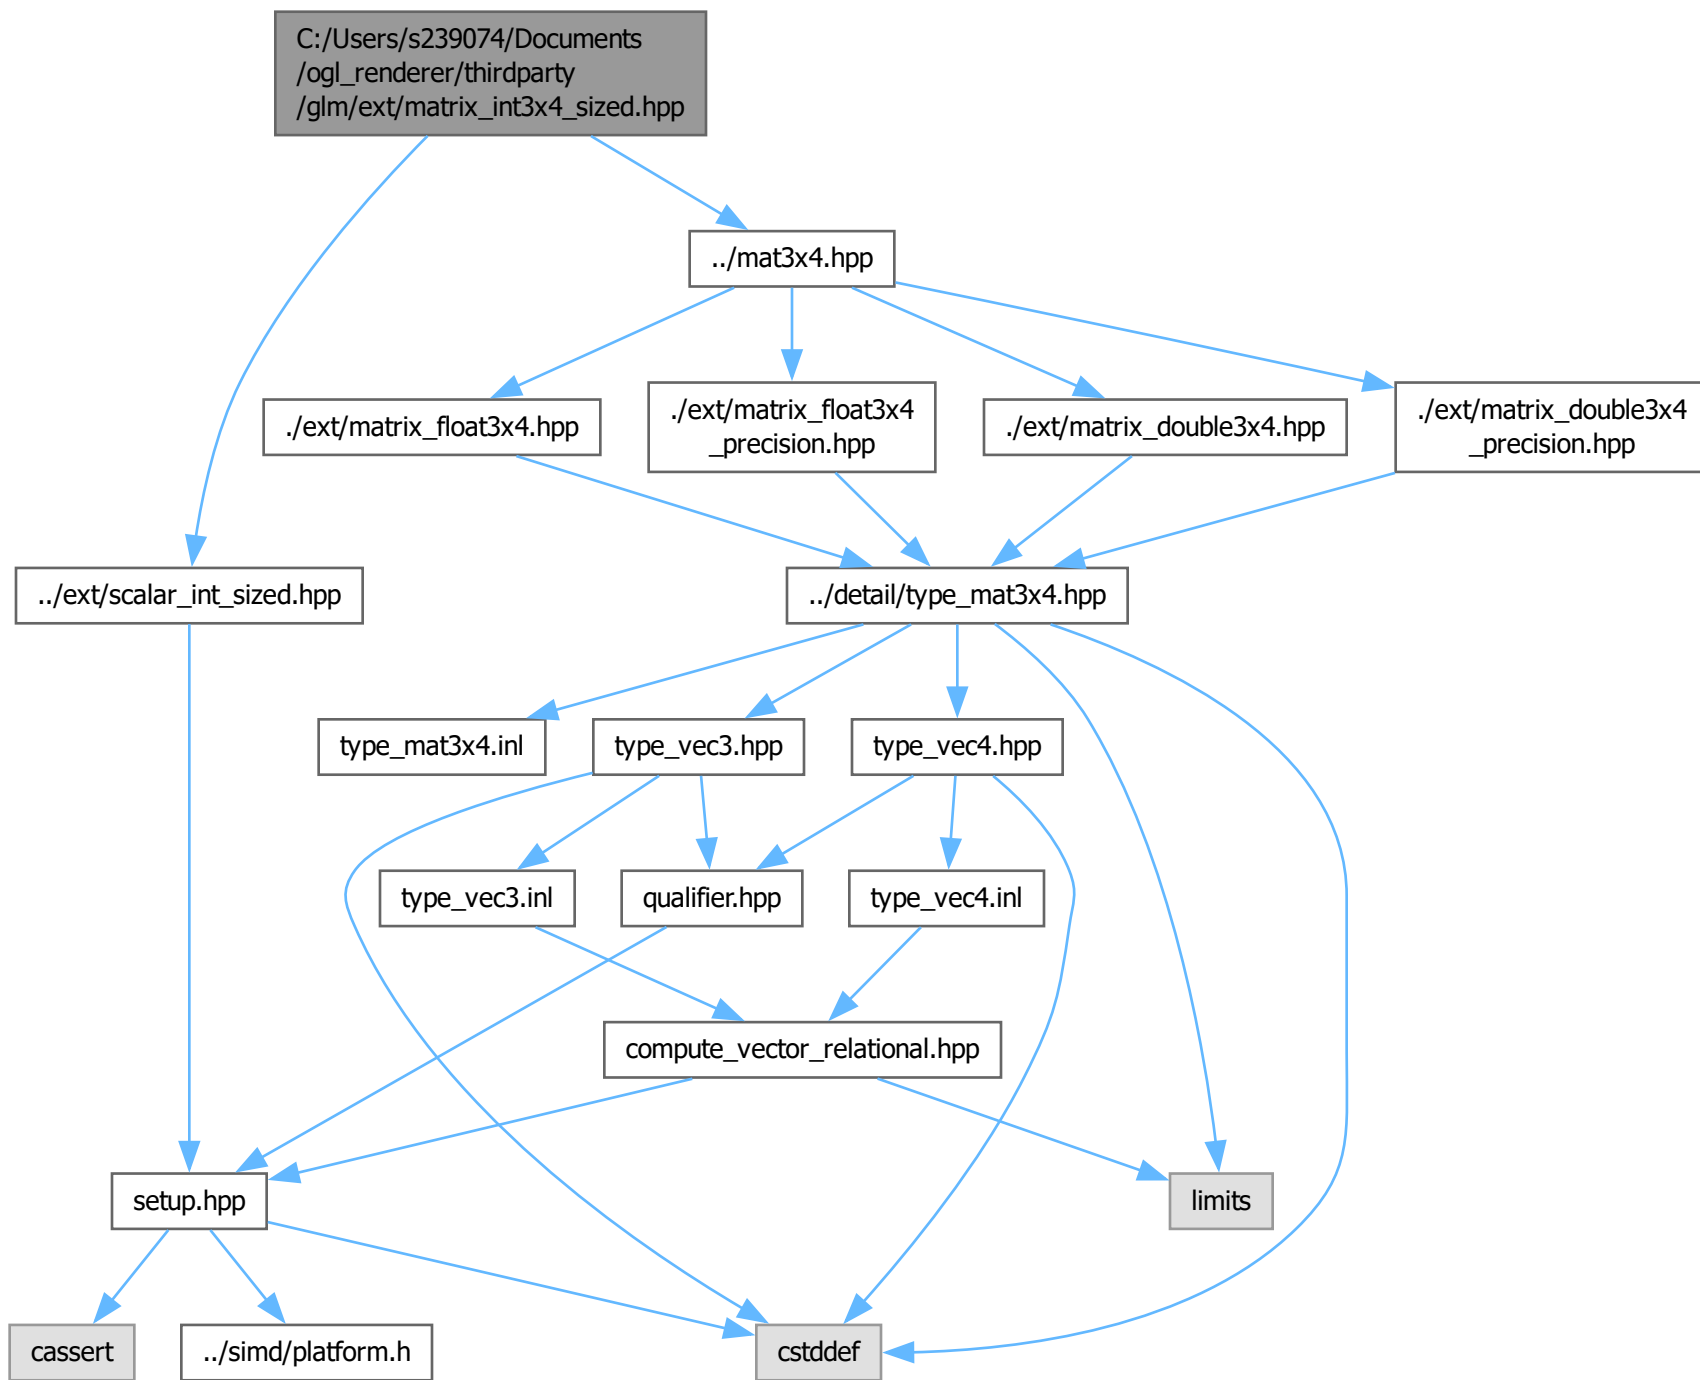 C:/Users/s239074/Documents
/ogl_renderer/thirdparty
/glm/ext/matrix_int3x4_sized.hpp
../mat3x4.hpp
./ext/matrix_float3x4.hpp
./ext/matrix_float3x4
_precision.hpp
./ext/matrix_double3x4.hpp
./ext/matrix_double3x4
_precision.hpp
../ext/scalar_int_sized.hpp
../detail/type_mat3x4.hpp
type_mat3x4.inl
type_vec3.hpp
type_vec4.hpp
type_vec3.inl
qualifier.hpp
type_vec4.inl
compute_vector_relational.hpp
setup.hpp
limits
cassert
../simd/platform.h
cstddef